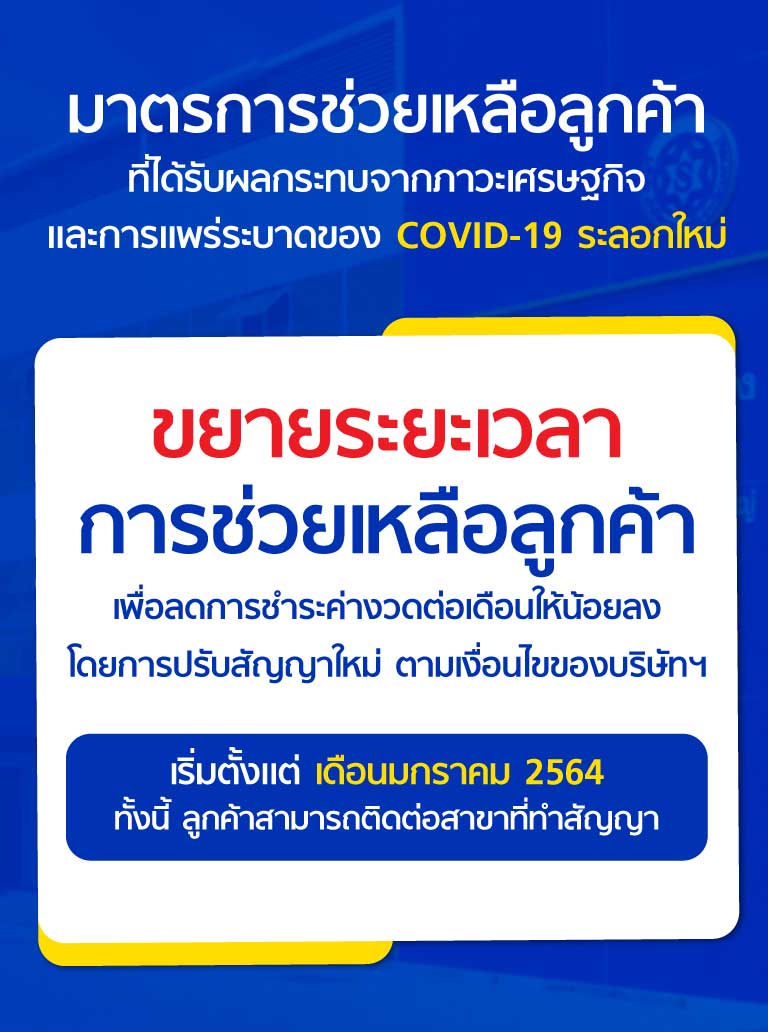 มาตรการช่วยเหลือลูกค้า
ที่ได้รับผลกระทบจากภาวะเศรษฐกิจ
และการแพร่ระบาดของ COVID-19 ระลอกใหม่
ขยายระยะเวลา
การช่วยเหลือลูกค้า
เพื่อลดการชำระค่างวดต่อเดือนให้น้อยลง
โดยการปรับสัญญาใหม่ ตามเงื่อนไขของบริษัทฯ
เริ่มตั้งแต่ เดือนมกราคม 2564
ทั้งนี้ ลูกค้าสามารถติดต่อสาขาที่ทำสัญญา